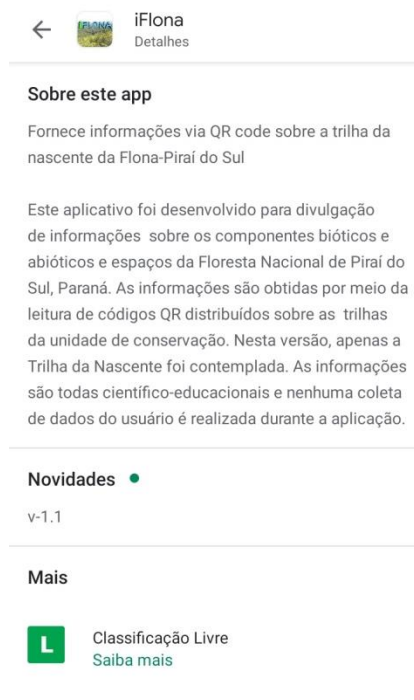 iFlona
Detalhes
IFLONA
Sobre este app
Fornece informações via QR code sobre a trilha da
nascente da Flona-Piraí do Sul
Este aplicativo foi desenvolvido para divulgação
de informações  sobre os componentes bióticos e
abióticos e espaços da Floresta Nacional de Piraí do
Sul, Paraná. As informações são obtidas por meio da
leitura de códigos QR distribuídos sobre as  trilhas
da unidade de conservação. Nesta versão, apenas a
Trilha da Nascente foi contemplada. As informações
são todas científico-educacionais e nenhuma coleta
de dados do usuário é realizada durante a aplicação.
Novidades
v-1.1
Mais
L
Classificação Livre
Saiba mais